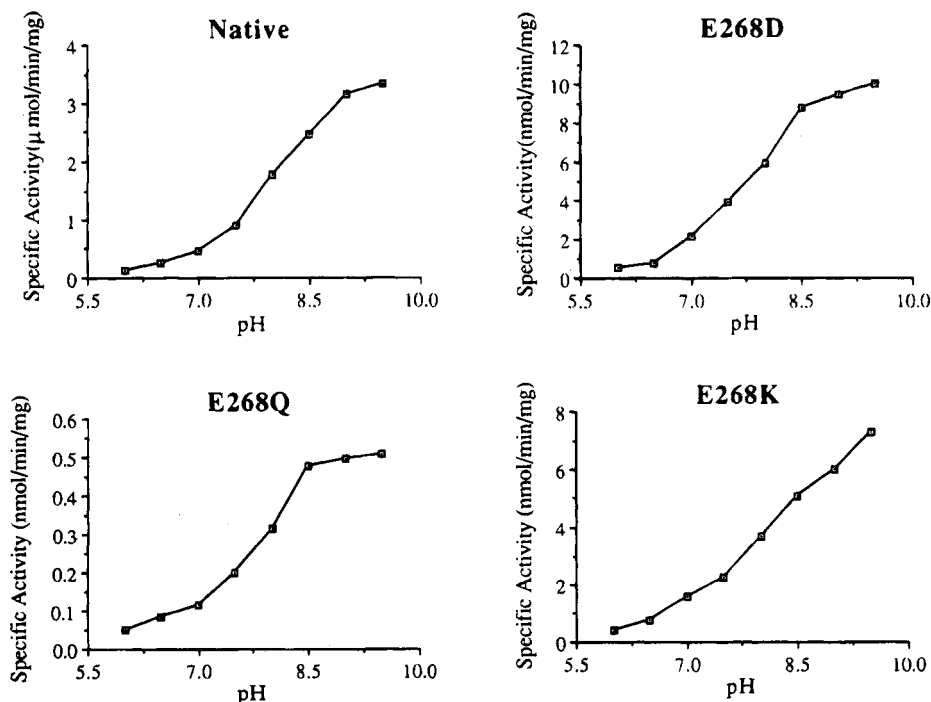 Native
Specific Activity(μ mol/min/mg)
4
3
2
1
0
5.5 7.0 8.5 10.0
pH
E268D
Specific Activity(nmol/min/mg)
12
10
8
6
4
2
0
5.5 7.0 8.5 10.0
pH
E268Q
Specific Activity (nmol/min/mg)
0.6
0.5
0.4
0.3
0.2
0.1
0.0
5.5 7.0 8.5 10.0
pH
E268K
Specific Activity (nmol/min/mg)
8
6
4
2
0
5.5 7.0 8.5 10.0
pH